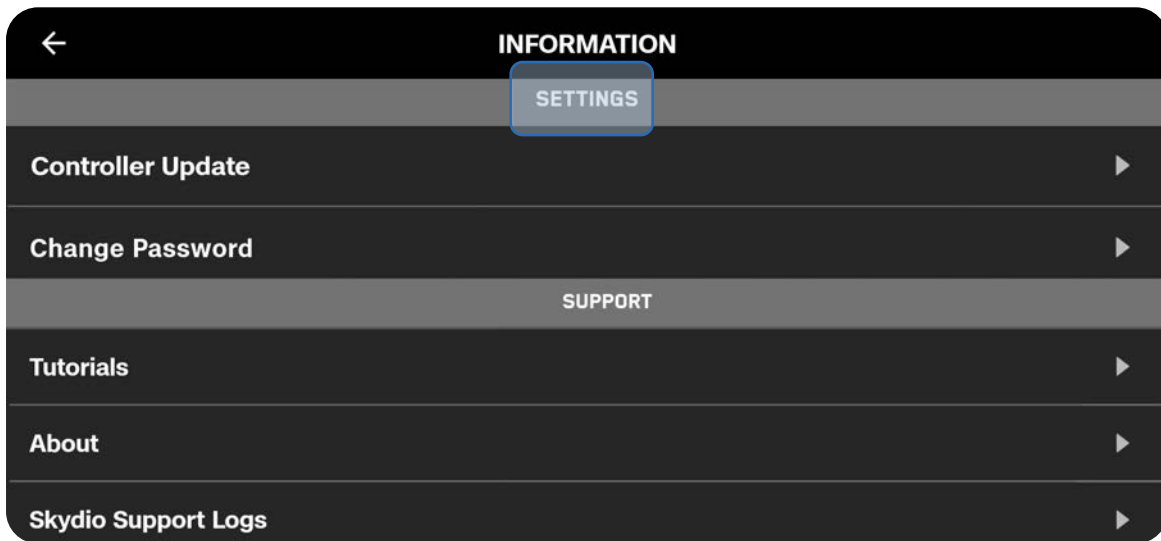 INFORMATION
SETTINGS
Controller Update
Change Password
SUPPORT
Tutorials
About
Skydio Support Logs